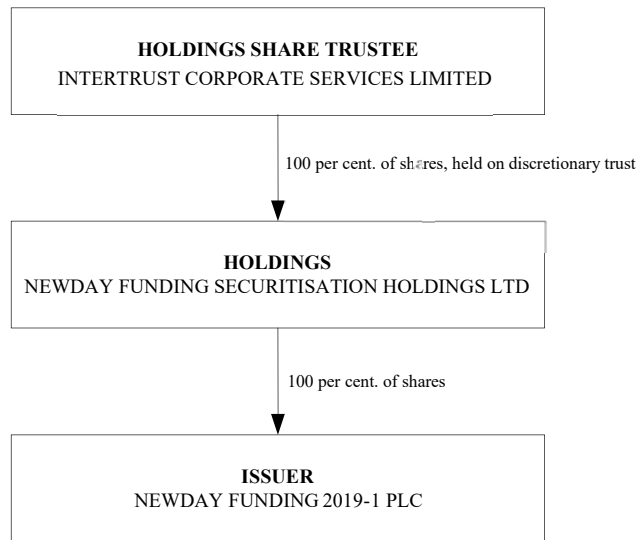 HOLDINGS SHARE TRUSTEE
INTERTRUST CORPORATE SERVICES LIMITED
100 per cent. of shares, held on discretionary trust
HOLDINGS
NEWDAY FUNDING SECURITISATION HOLDINGS LTD
100 per cent. of shares
ISSUER
NEWDAY FUNDING 2019-1 PLC